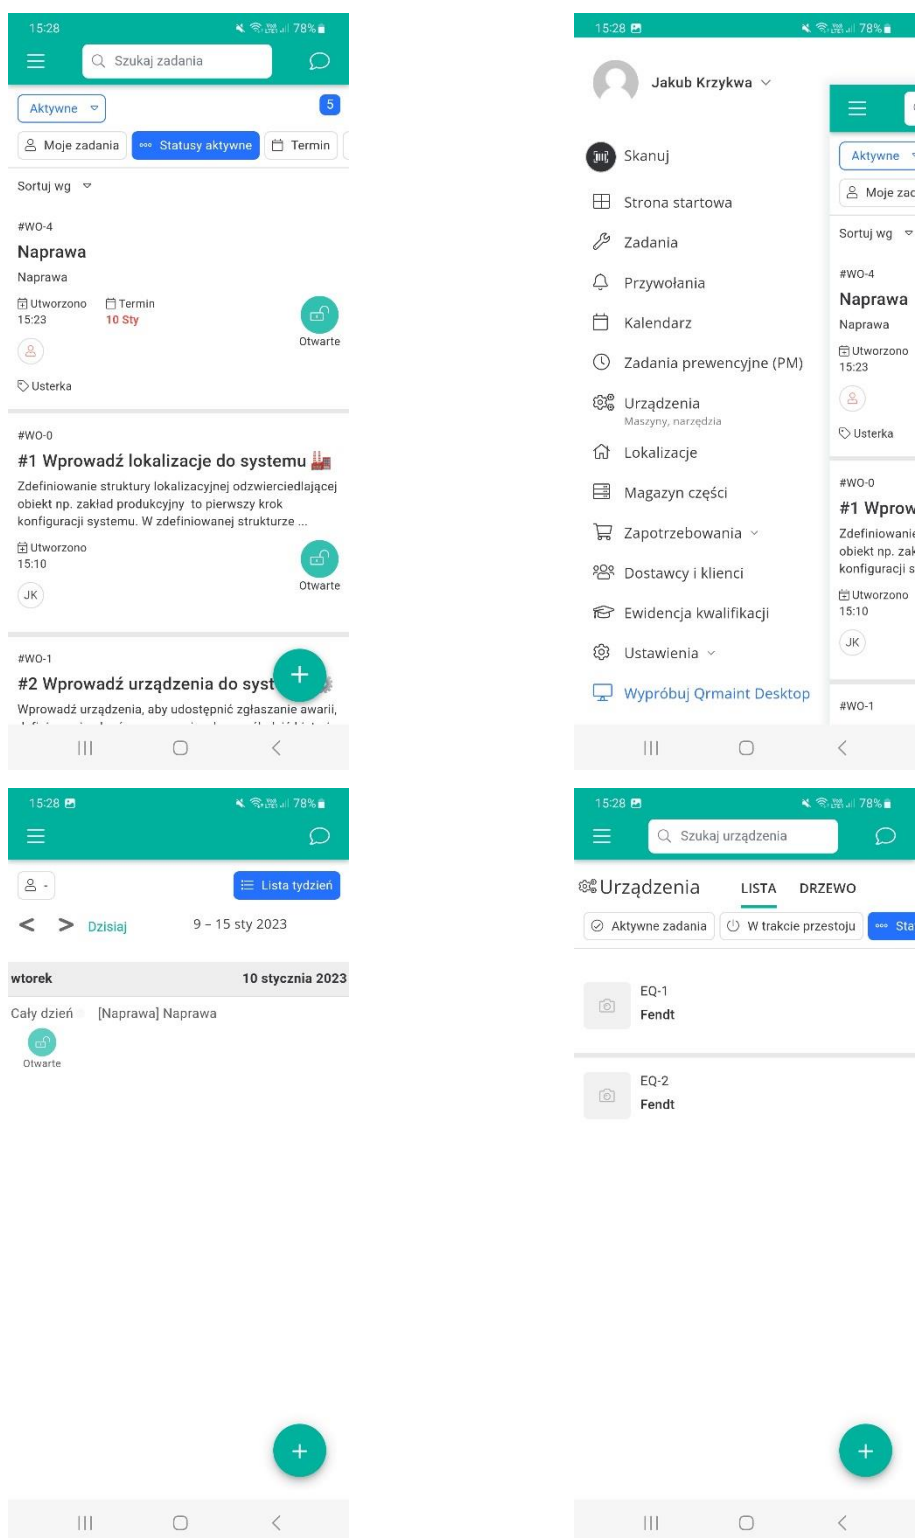 15:28
78%
Szukaj zadania
Aktywne
5
Moje zadania
Statusy aktywne
Termin
Sortuj wg
#WO-4
Naprawa
Naprawa
Utworzono
Termin
15:23
10 Sty
Otwarte
Usterka
#WO-0
#1 Wprowadź lokalizacje do systemu
Zdefiniowanie struktury lokalizacyjnej odzwierciedlającej
obiekt np. zakład produkcyjny to pierwszy krok
konfiguracji systemu. W zdefiniowanej strukturze ...
Utworzono
15:10
Otwarte
JK
#WO-1
#2 Wprowadź urządzenia do syst
Wprowadź urządzenia, aby udostępnić zgłaszanie awarii,
15:28
78%
Jakub Krzykwa
Skanuj
Strona startowa
Zadania
Przywołania
Kalendarz
Zadania prewencyjne (PM)
Urządzenia
Maszyny, narzędzia
Lokalizacje
Magazyn części
Zapotrzebowania
Dostawcy i klienci
Ewidencja kwalifikacji
Ustawienia
Wypróbuj Qrmaint Desktop
Aktywne
Moje zad
Sortuj wg
#WO-4
Naprawa
Naprawa
Utworzono
15:23
Usterka
#WO-0
#1 Wprow
Zdefiniowanie
obiekt np. zak
konfiguracji s
Utworzono
15:10
JK
#WO-1
15:28
78%
-
Lista tydzień
< > Dzisiaj
9 – 15 sty 2023
wtorek
10 stycznia 2023
Cały dzień
[Naprawa] Naprawa
Otwarte
15:28
78%
Szukaj urządzenia
Urządzenia
LISTA
DRZEWO
Aktywne zadania
W trakcie przestoju
Sta
EQ-1
Fendt
EQ-2
Fendt